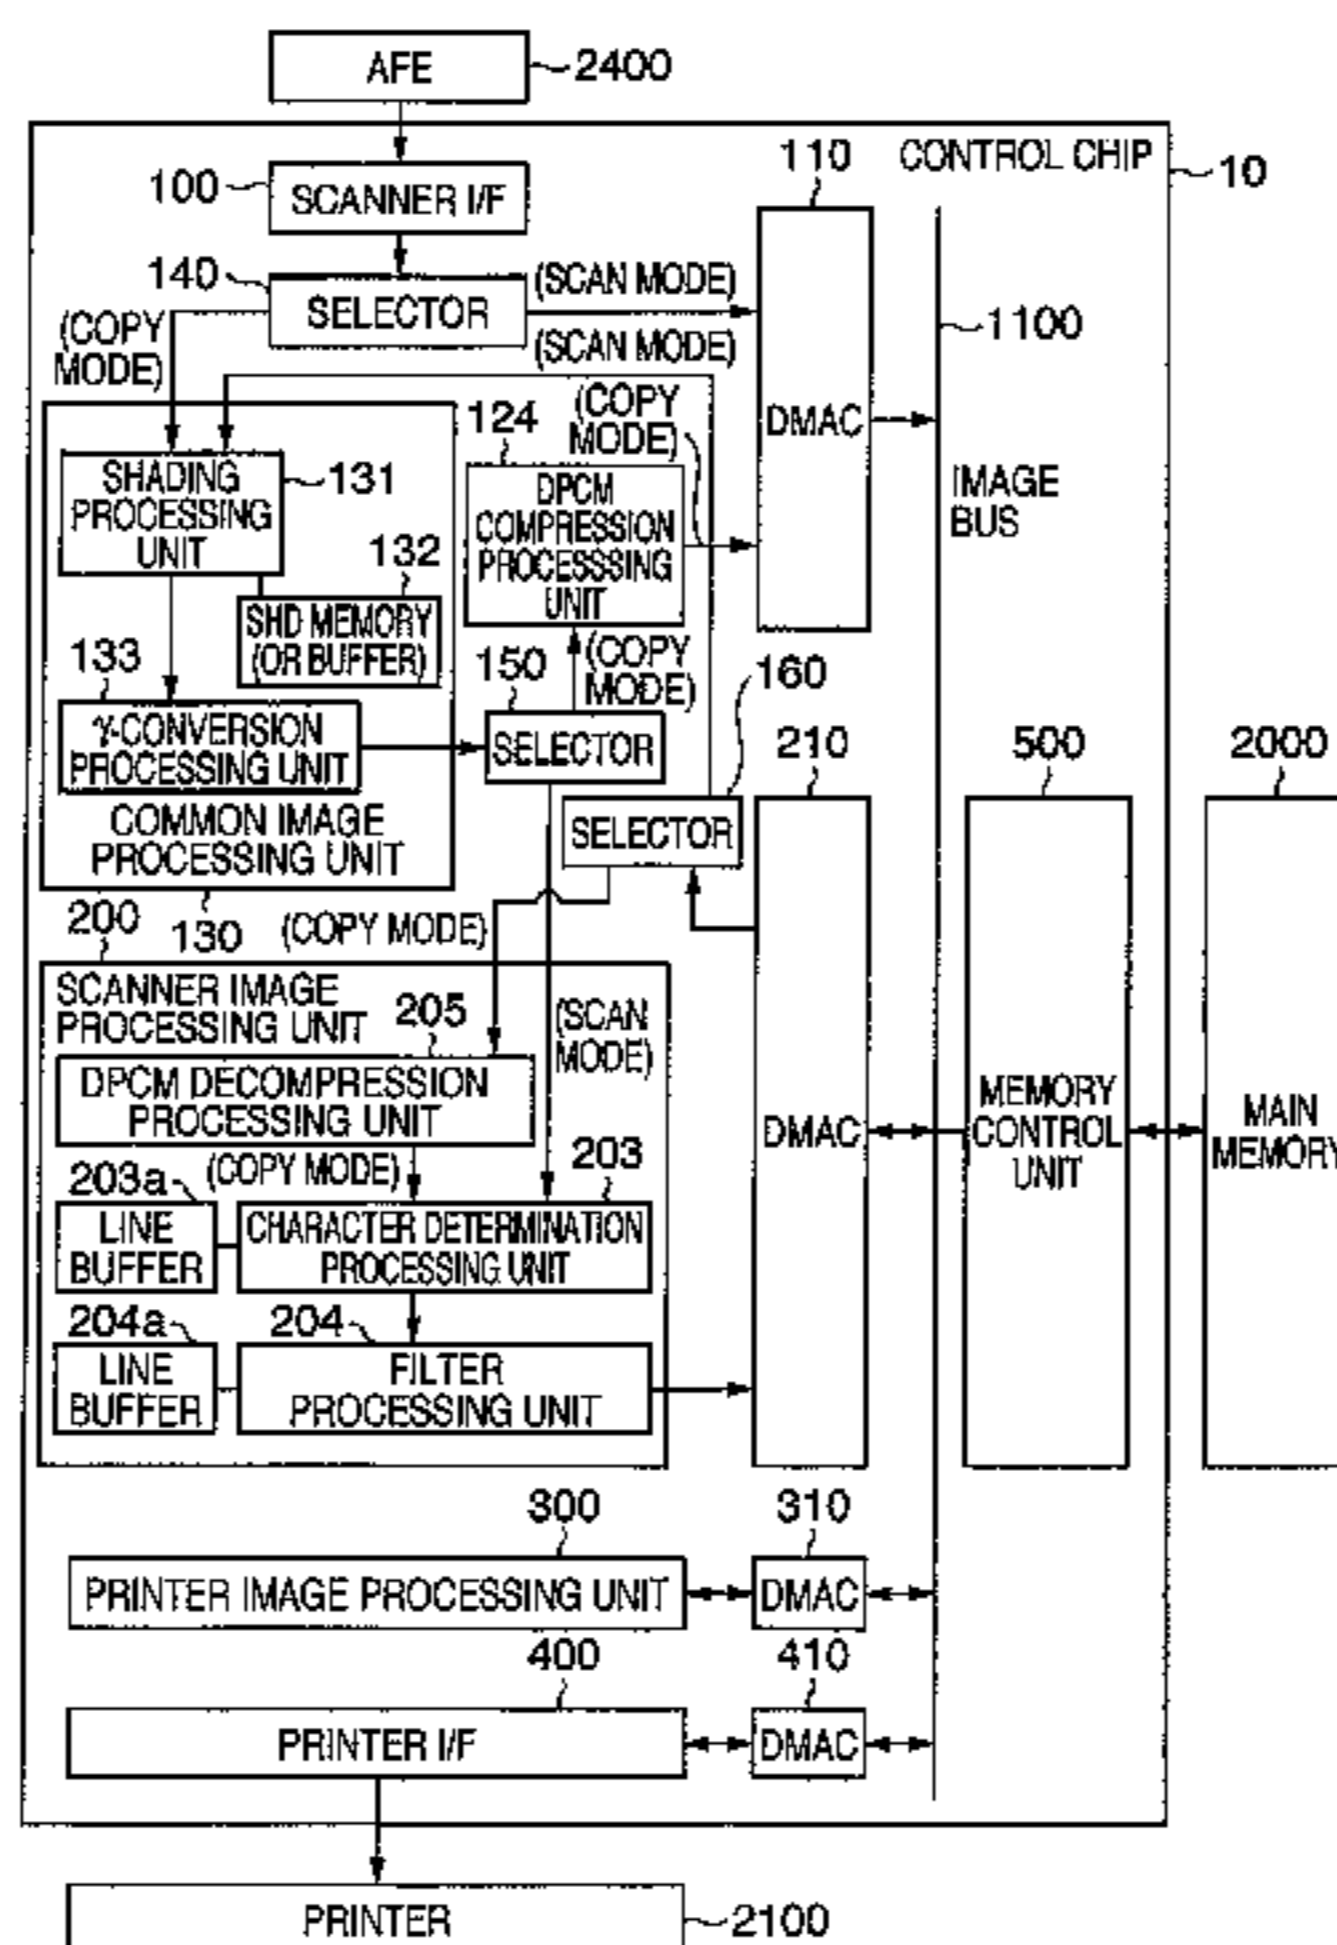 AFE
2400
CONTROL CHIP
10
110
100
SCANNER I/F
140
SELECTOR
(SCAN MODE)
(SCAN MODE)
(COPY
MODE)
1100
124
(COPY
MODE)
DMAC
SHADING
PROCESSING
UNIT
131
DPCM
COMPRESSION
PROCESSSING
UNIT
IMAGE
BUS
132
SHD MEMORY
(OR BUFFER)
133
150
(COPY
MODE)
160
γ-CONVERSION
PROCESSING UNIT
SELECTOR
210
500
2000
COMMON IMAGE
PROCESSING UNIT
SELECTOR
200
130
(COPY MODE)
SCANNER IMAGE
PROCESSING UNIT
205
(SCAN
MODE)
DPCM DECOMPRESSION
PROCESSING UNIT
DMAC
MEMORY
CONTROL
UNIT
MAIN
MEMORY
(COPY MODE)
203
203a
LINE
BUFFER
CHARACTER DETERMINATION
PROCESSING UNIT
204a
204
LINE
BUFFER
FILTER
PROCESSING UNIT
300
310
PRINTER IMAGE PROCESSING UNIT
DMAC
400
410
PRINTER I/F
DMAC
PRINTER
2100